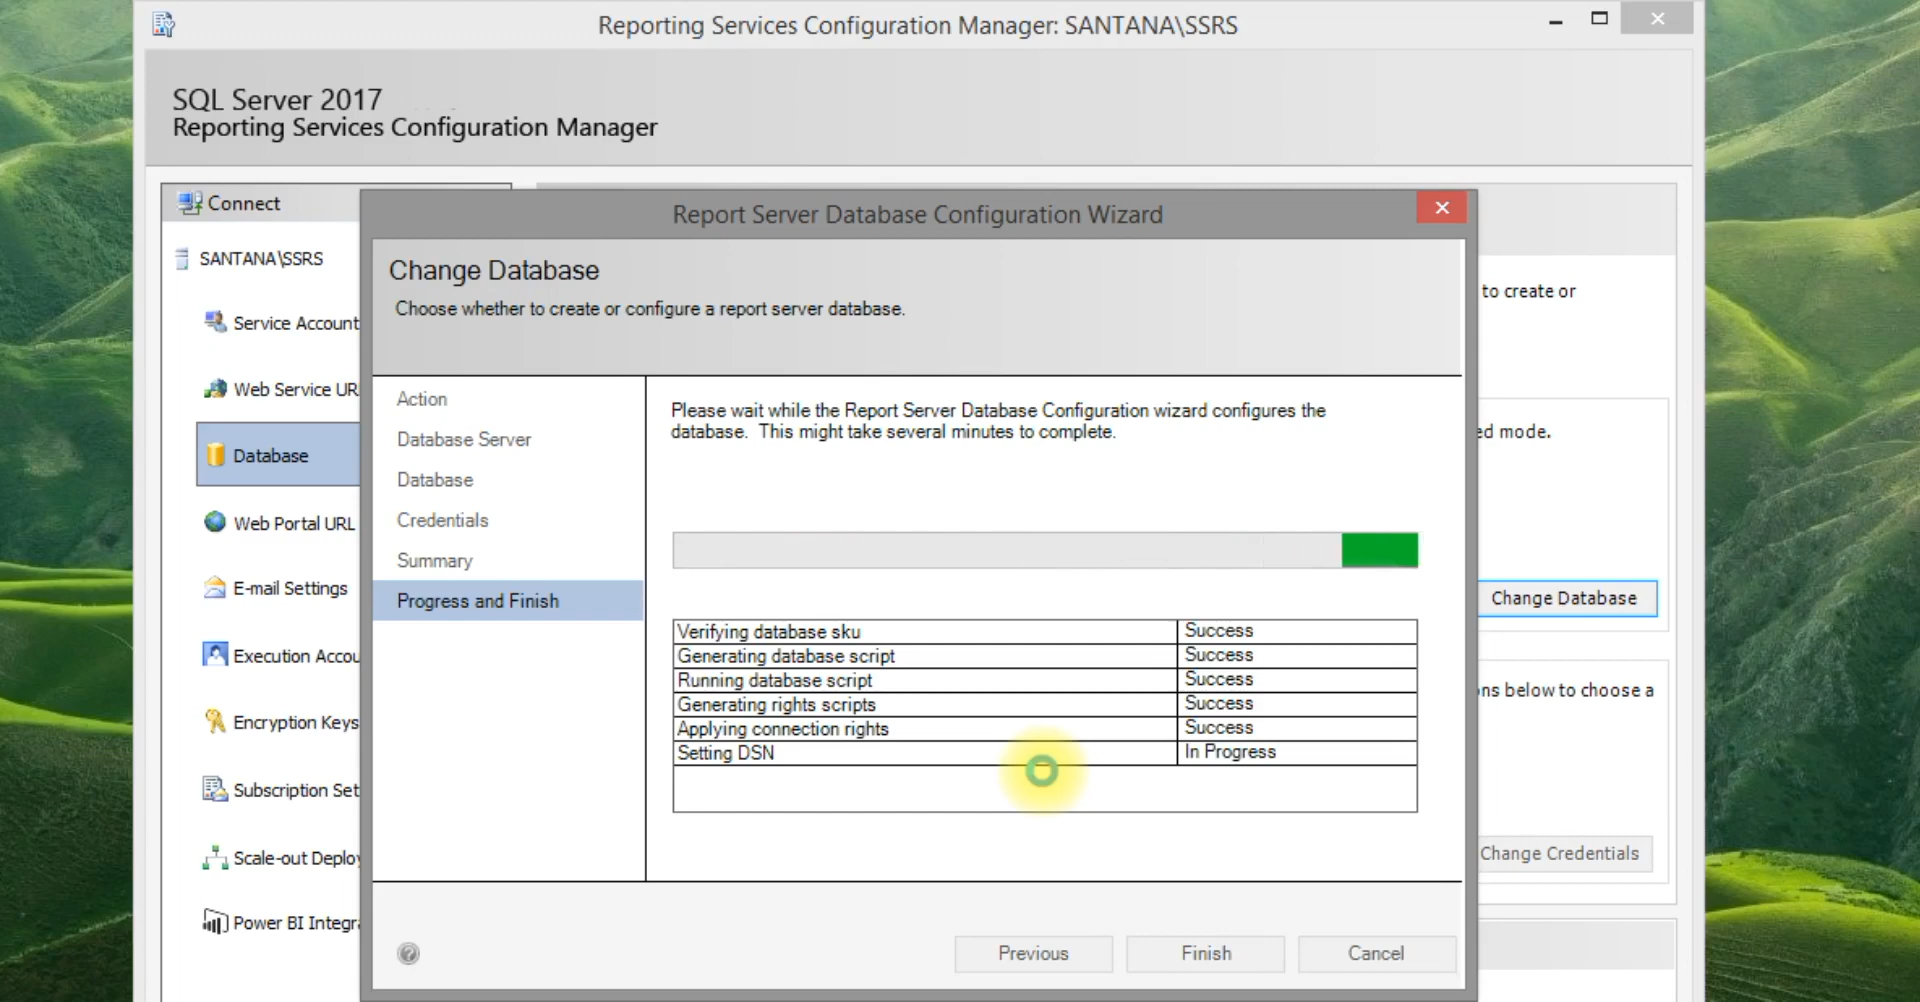 Reporting Services Configuration Manager: SANTANA\SSRS
SQL Server 2017
Reporting Services Configuration Manager
Connect
SANTANA\SSRS
Service Account
Web Service UR
Database
Web Portal URL
E-mail Settings
Execution Accou
Encryption Keys
Subscription Set
Scale-out Deploy
Power BI Integra
Report Server Database Configuration Wizard
Change Database
Choose whether to create or configure a report server database.
Action
Database Server
Database
Credentials
Summary
Progress and Finish
Please wait while the Report Server Database Configuration wizard configures the
database. This might take several minutes to complete.
Verifying database sku Success
Generating database script Success
Running database script Success
Generating rights scripts Success
Applying connection rights Success
Setting DSN In Progress
Previous Finish Cancel
to create or
ed mode.
Change Database
ns below to choose a
Change Credentials